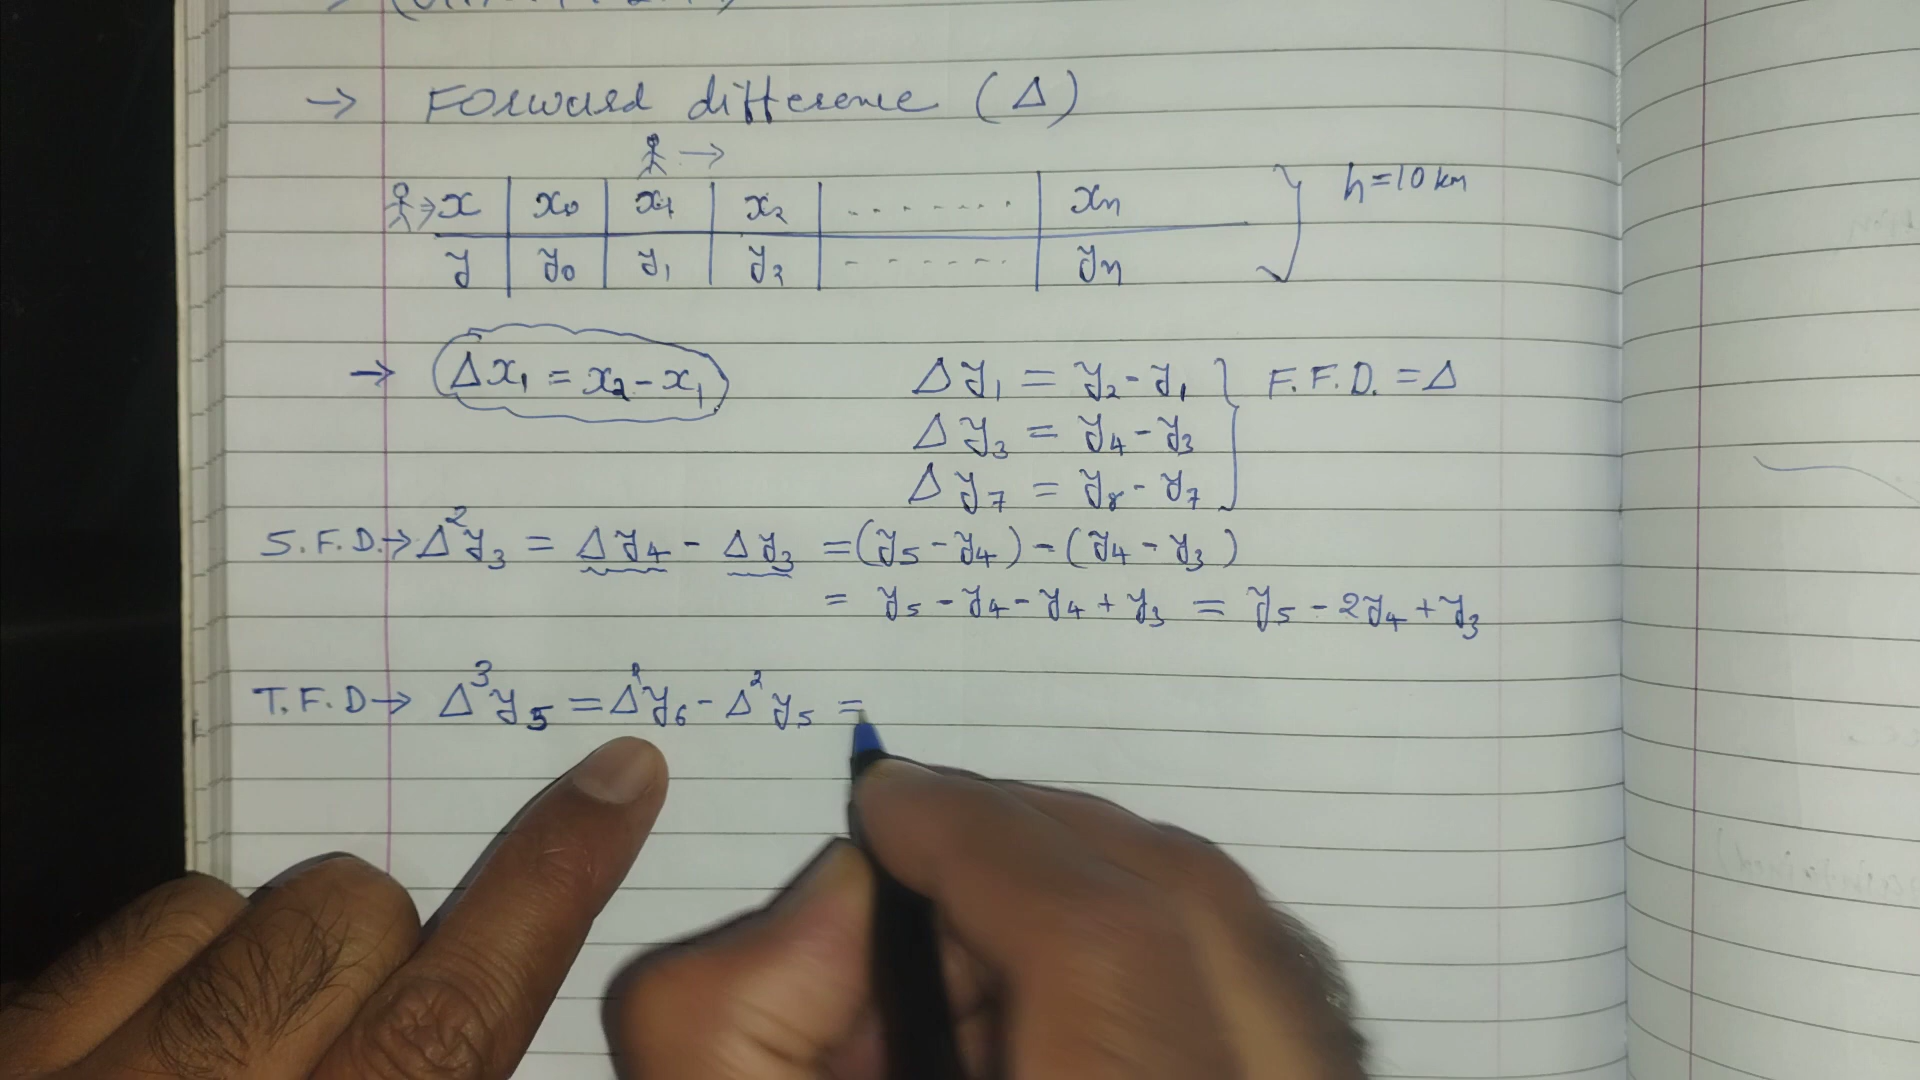 → Forward difference (Δ)
→
→ x | x₀ | x₁ | x₂ | ........ | xₙ } h=10 km
y | y₀ | y₁ | y₂ | ........ | yₙ
→ Δx₁ = x₂ - x₁
Δy₁ = y₂ - y₁ } F.F.D. = Δ
Δy₃ = y₄ - y₃
Δy₇ = y₈ - y₇
S.F.D.→ Δ²y₃ = Δy₄ - Δy₃ = (y₅ - y₄) - (y₄ - y₃)
= y₅ - y₄ - y₄ + y₃ = y₅ - 2y₄ + y₃
T.F.D→ Δ³y₅ = Δ²y₆ - Δ²y₅ =